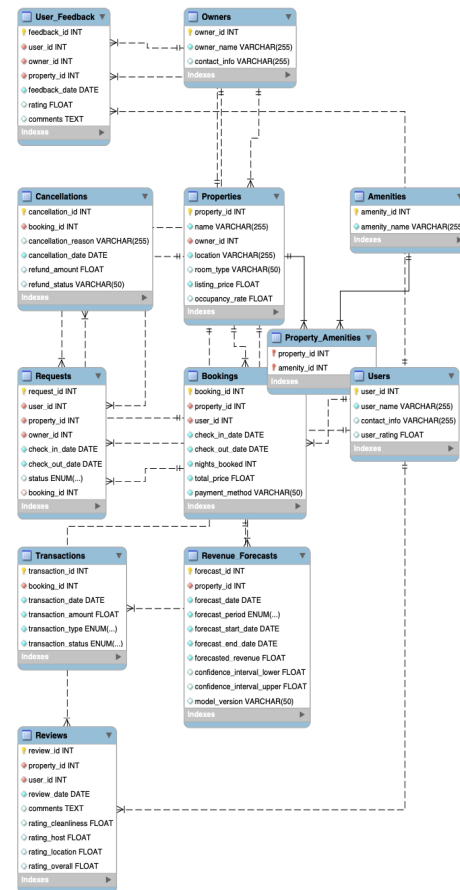 User_Feedback
feedback_id INT
user_id INT
owner_id INT
property_id INT
feedback_date DATE
rating FLOAT
comments TEXT
Indexes
Owners
owner_id INT
owner_name VARCHAR(255)
contact_info VARCHAR(255)
Indexes
Cancellations
cancellation_id INT
booking_id INT
cancellation_reason VARCHAR(255)
cancellation_date DATE
refund_amount FLOAT
refund_status VARCHAR(50)
Indexes
Properties
property_id INT
name VARCHAR(255)
owner_id INT
location VARCHAR(255)
room_type VARCHAR(50)
listing_price FLOAT
occupancy_rate FLOAT
Indexes
Amenities
amenity_id INT
amenity_name VARCHAR(255
Indexes
Property_Amenities
property_id INT
amenity_id INT
Indexes
Requests
request_id INT
user_id INT
property_id INT
owner_id INT
check_in_date DATE
check_out_date DATE
status ENUM(...)
booking_id INT
Indexes
Bookings
booking_id INT
property_id INT
user_id INT
check_in_date DATE
check_out_date DATE
nights_booked INT
total_price FLOAT
payment_method VARCHAR(50)
Indexes
Users
user_id INT
user_name VARCHAR(255)
contact_info VARCHAR(255)
user_rating FLOAT
Indexes
Transactions
transaction_id INT
booking_id INT
transaction_date DATE
transaction_amount FLOAT
transaction_type ENUM(...)
transaction_status ENUM(...)
Indexes
Revenue_Forecasts
forecast_id INT
property_id INT
forecast_date DATE
forecast_period ENUM(...)
forecast_start_date DATE
forecast_end_date DATE
forecasted_revenue FLOAT
confidence_interval_lower FLOAT
confidence_interval_upper FLOAT
model_version VARCHAR(50)
Indexes
Reviews
review_id INT
property_id INT
user_id INT
review_date DATE
comments TEXT
rating_cleanliness FLOAT
rating_host FLOAT
rating_location FLOAT
rating_overall FLOAT
Indexes